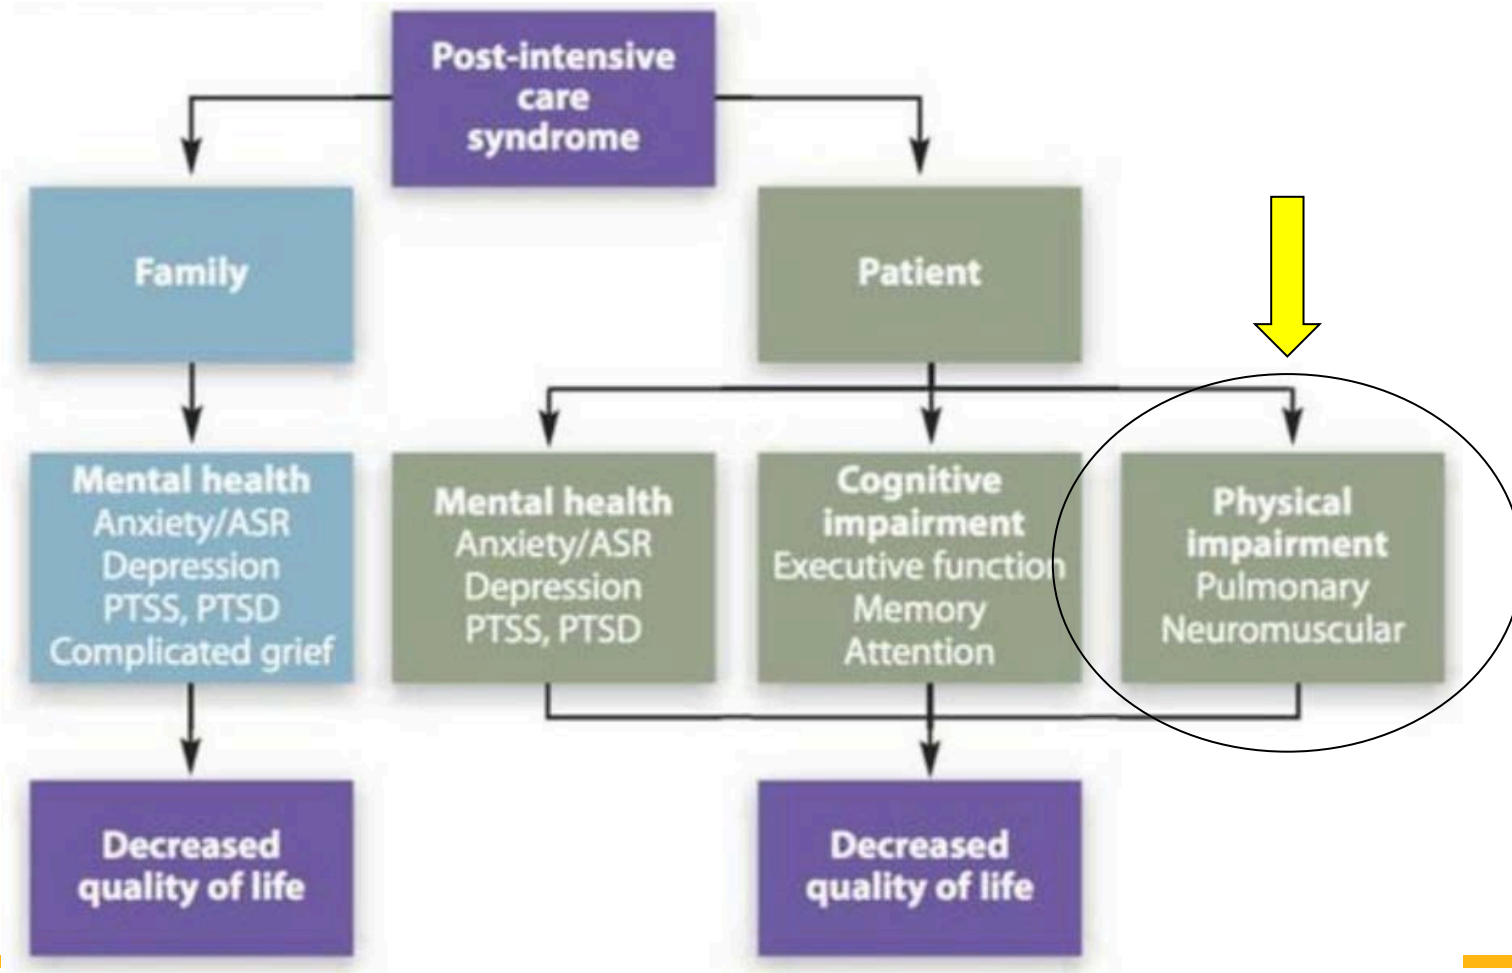 Post-intensive
care
syndrome
Family
Patient
Mental health
Anxiety/ASR
Depression
PTSS, PTSD
Complicated grief
Mental health
Anxiety/ASR
Depression
PTSS, PTSD
Cognitive
impairment
Executive function
Memory
Attention
Physical
impairment
Pulmonary
Neuromuscular
Decreased
quality of life
Decreased
quality of life